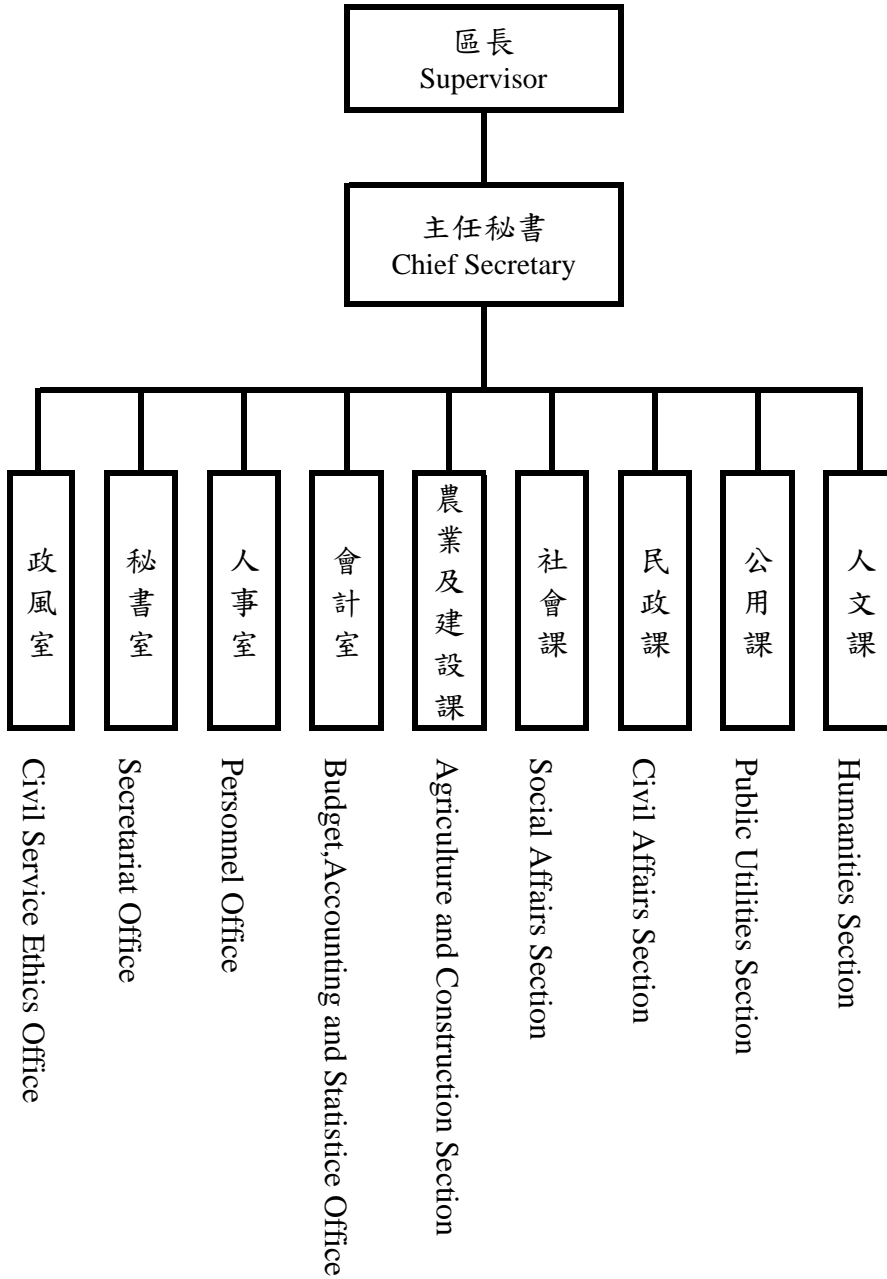 區長
Supervisor
主任秘書
Chief Secretary
政風室
秘書室
人事室
會計室
農業及建設課
社會課
民政課
公用課
人文課
Civil Service Ethics Office
Secretariat Office
Personnel Office
Budget,Accounting and Statistice Office
Agriculture and Construction Section
Social Affairs Section
Civil Affairs Section
Public Utilities Section
Humanities Section